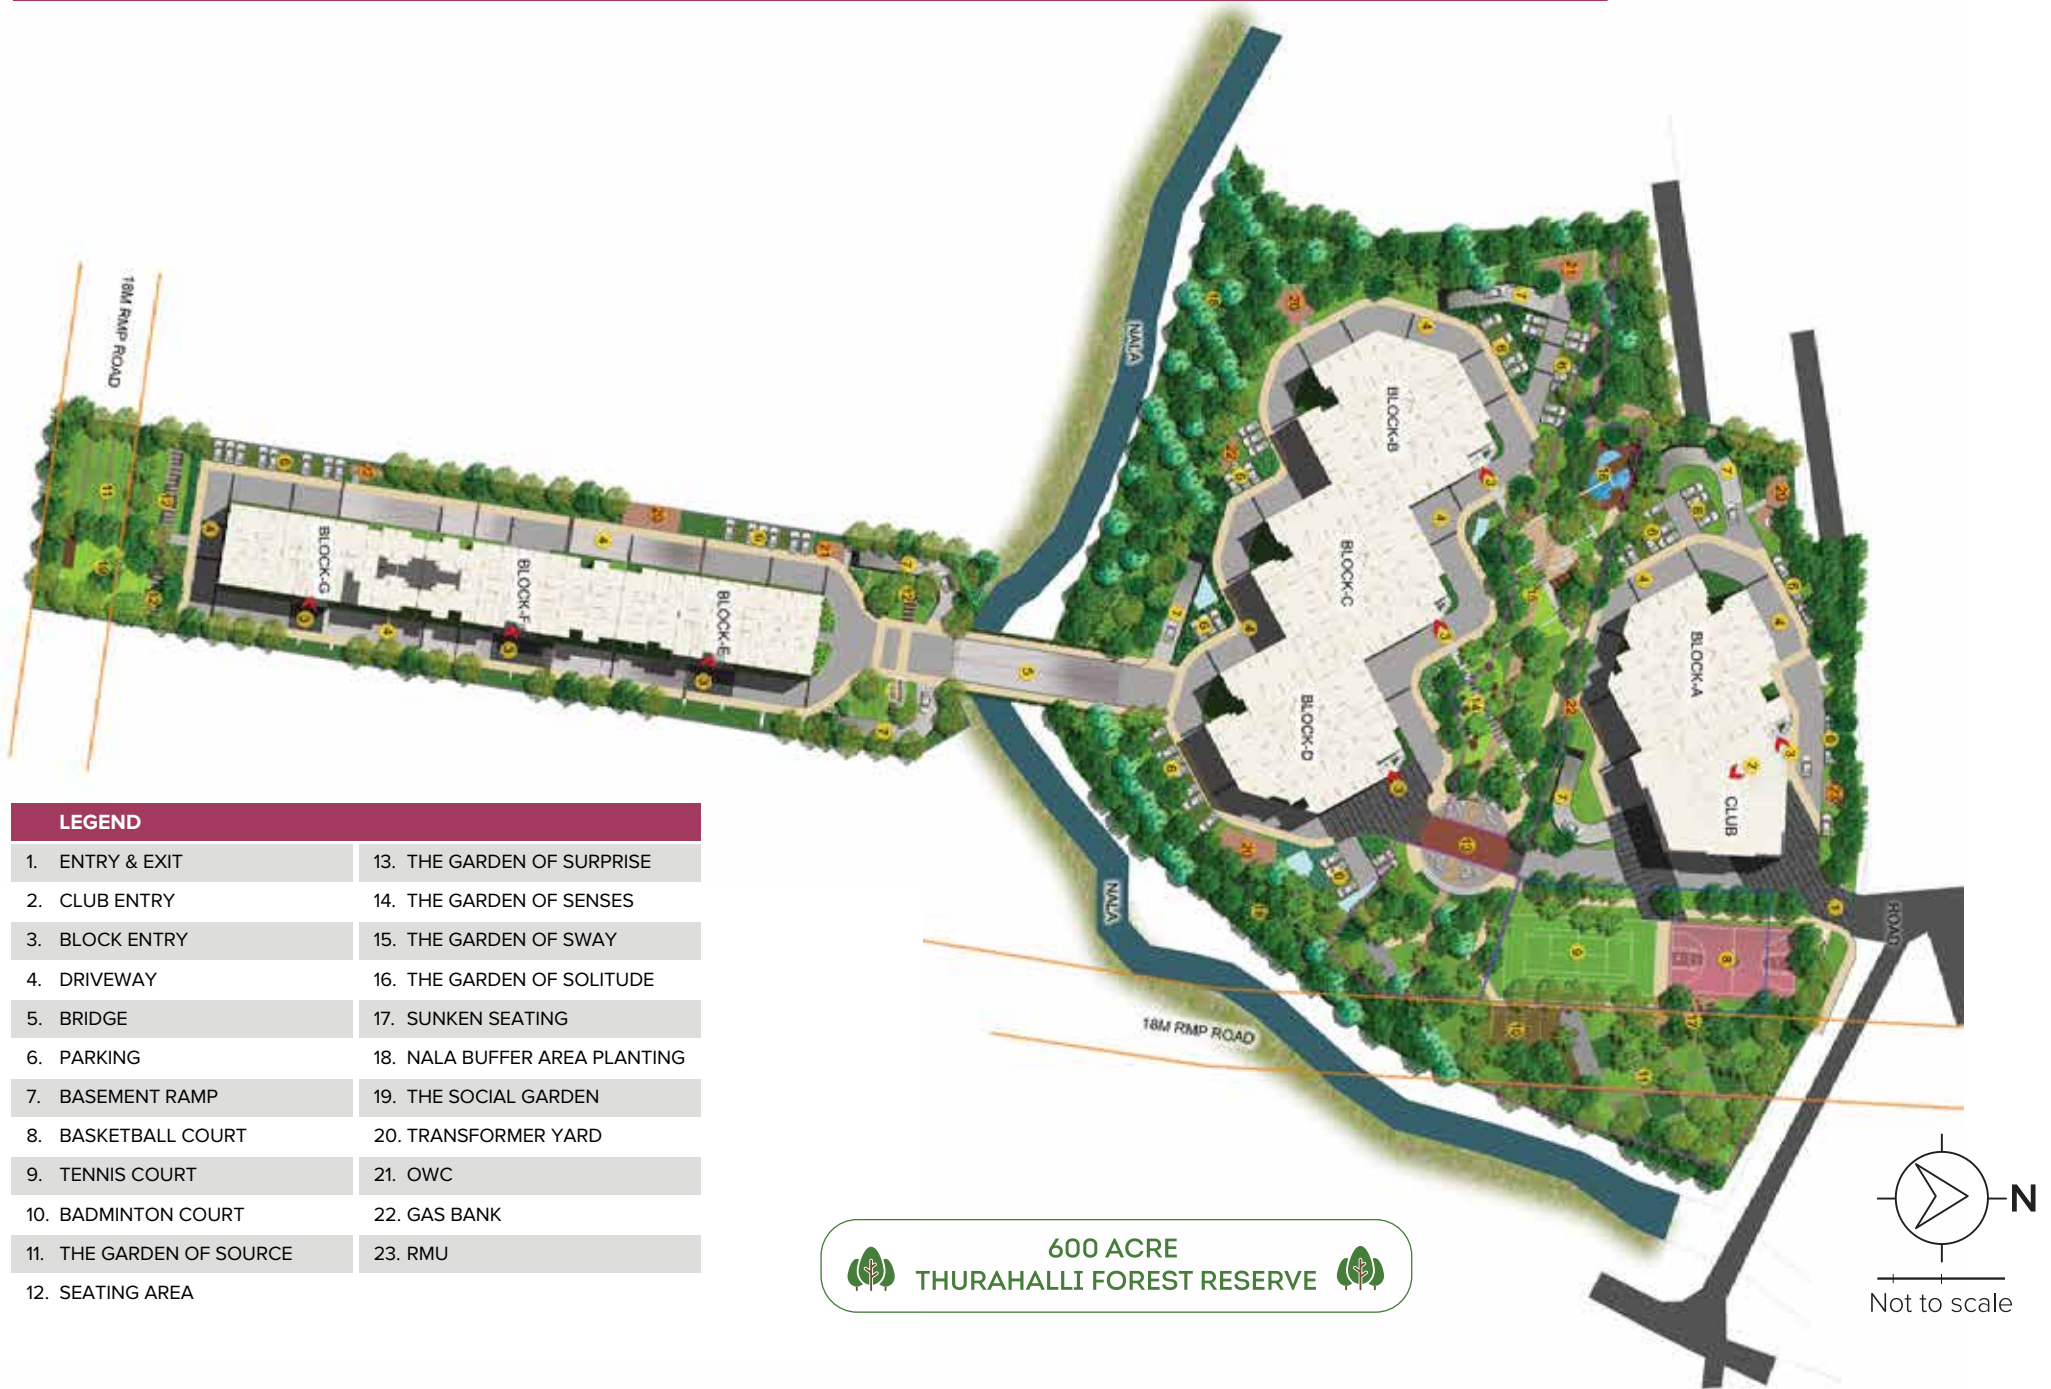 NALA
18M RMP ROAD
BLOCK-B
BLOCK-G
BLOCK-F
BLOCK-E
BLOCK-C
BLOCK-D
BLOCK-A
CLUB
NALA
ROAD
18M RMP ROAD
LEGEND
1. ENTRY & EXIT
2. CLUB ENTRY
3. BLOCK ENTRY
4. DRIVEWAY
5. BRIDGE
6. PARKING
7. BASEMENT RAMP
8. BASKETBALL COURT
9. TENNIS COURT
10. BADMINTON COURT
11. THE GARDEN OF SOURCE
12. SEATING AREA
13. THE GARDEN OF SURPRISE
14. THE GARDEN OF SENSES
15. THE GARDEN OF SWAY
16. THE GARDEN OF SOLITUDE
17. SUNKEN SEATING
18. NALA BUFFER AREA PLANTING
19. THE SOCIAL GARDEN
20. TRANSFORMER YARD
21. OWC
22. GAS BANK
23. RMU
600 ACRE
THURAHALLI FOREST RESERVE
N
Not to scale